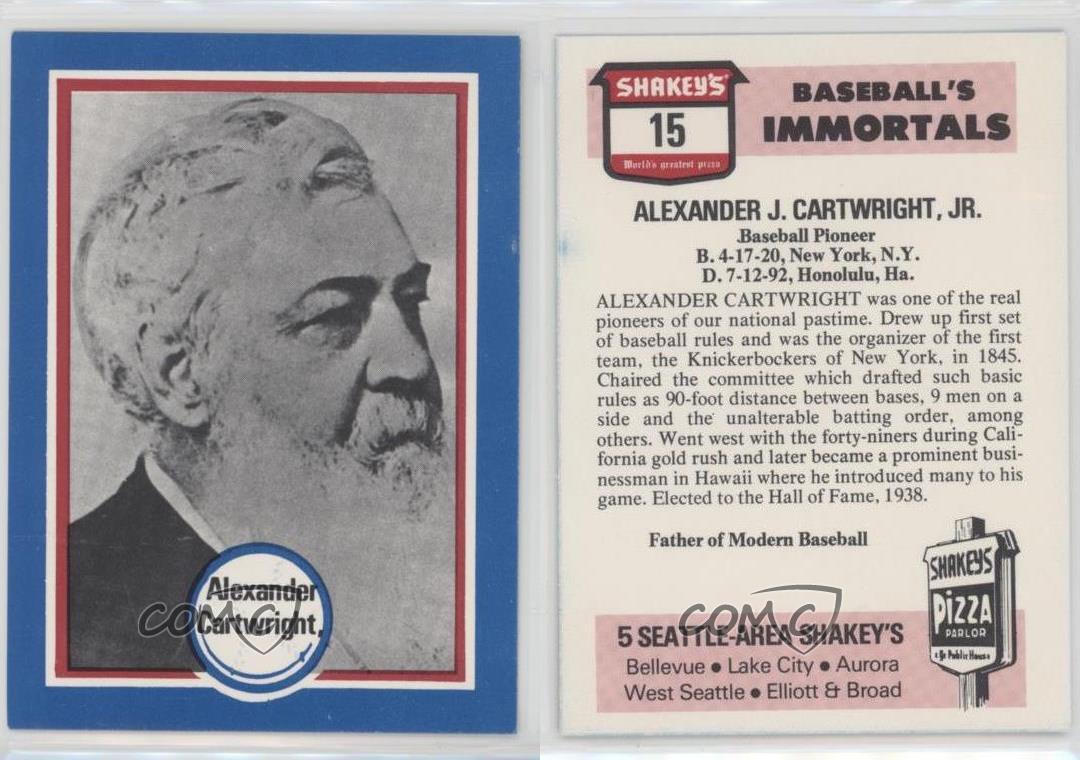 Alexander
Cartwright,
COMC
SHAKEY'S
15
World's greatest pizza
BASEBALL'S
IMMORTALS
ALEXANDER J. CARTWRIGHT, JR.
Baseball Pioneer
B. 4-17-20, New York, N.Y.
D. 7-12-92, Honolulu, Ha.
ALEXANDER CARTWRIGHT was one of the real
pioneers of our national pastime. Drew up first set
of baseball rules and was the organizer of the first
team, the Knickerbockers of New York, in 1845.
Chaired the committee which drafted such basic
rules as 90-foot distance between bases, 9 men on a
side and the unalterable batting order, among
others. Went west with the forty-niners during Cali-
fornia gold rush and later became a prominent busi-
nessman in Hawaii where he introduced many to his
game. Elected to the Hall of Fame, 1938.
Father of Modern Baseball
SHAKEYS
PIZZA
PARLOR
& Ye Public House
COMC
5 SEATTLE-AREA SHAKEY'S
Bellevue ● Lake City ● Aurora
West Seattle ● Elliott & Broad